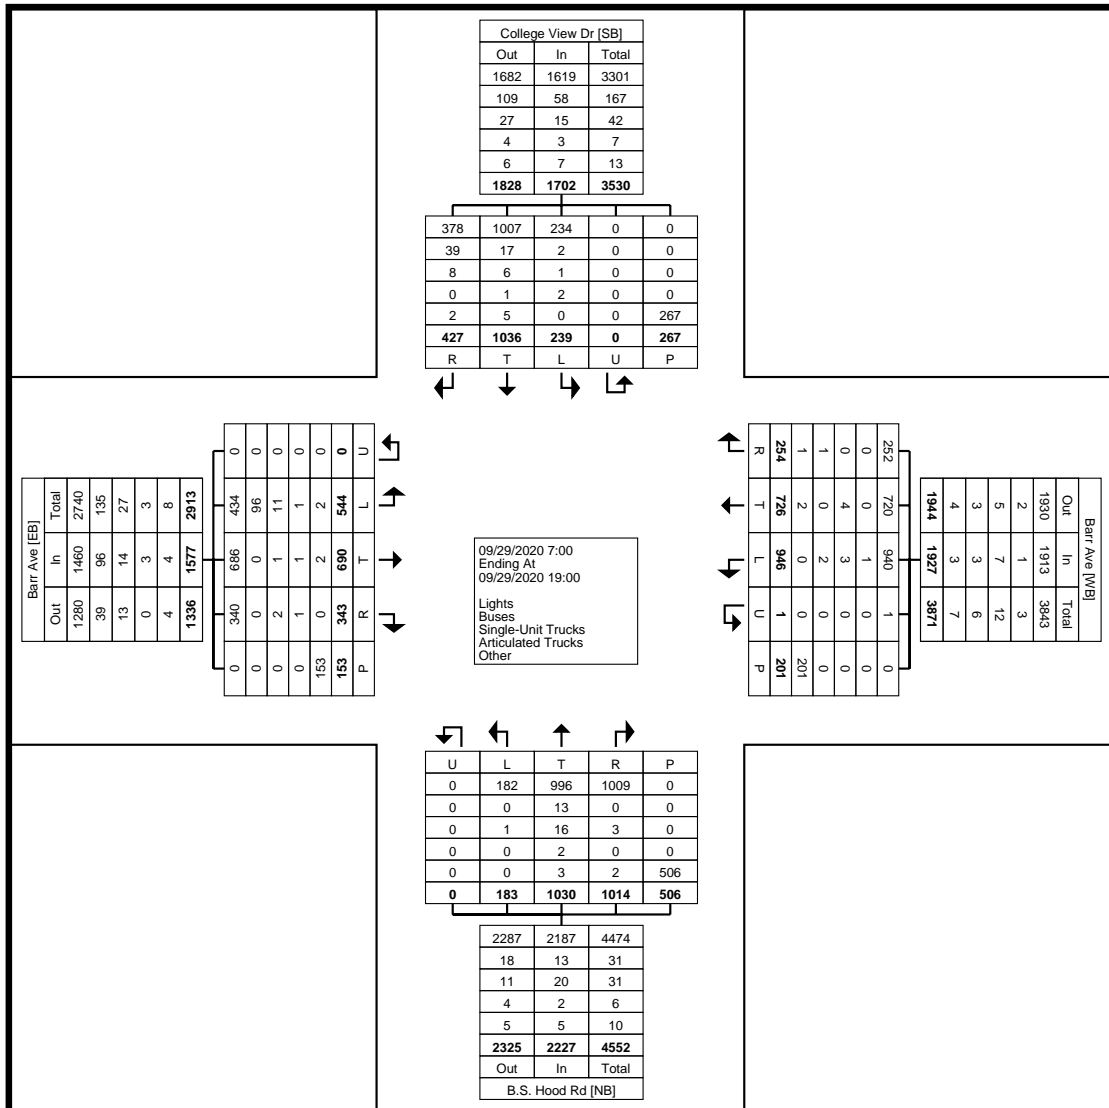 College View Dr [SB]
Out In Total
1682 1619 3301
109 58 167
27 15 42
4 3 7
6 7 13
1828 1702 3530
378 1007 234 0 0
39 17 2 0 0
8 6 1 0 0
0 1 2 0 0
2 5 0 0 267
427 1036 239 0 267
R T L U P
Barr Ave [EB]
Out In Total
1280 1460 2740
39 96 135
13 14 27
0 3 3
4 4 8
1336 1577 2913
0 340 686 434 0
0 0 0 96 0
0 2 1 11 0
0 1 1 1 0
153 0 2 2 0
153 343 690 544 0
P R T L U
09/29/2020 7:00
Ending At
09/29/2020 19:00
Lights
Buses
Single-Unit Trucks
Articulated Trucks
Other
Barr Ave [WB]
Out In Total
1930 1913 3843
2 1 3
5 7 12
3 3 6
4 3 7
1944 1927 3871
252 720 940 1 0
0 0 1 0 0
0 4 3 0 0
1 0 2 0 0
1 2 0 0 201
254 726 946 1 201
R T L U P
U L T R P
0 182 996 1009 0
0 0 13 0 0
0 1 16 3 0
0 0 2 0 0
0 0 3 2 506
0 183 1030 1014 506
2287 2187 4474
18 13 31
11 20 31
4 2 6
5 5 10
2325 2227 4552
Out In Total
B.S. Hood Rd [NB]